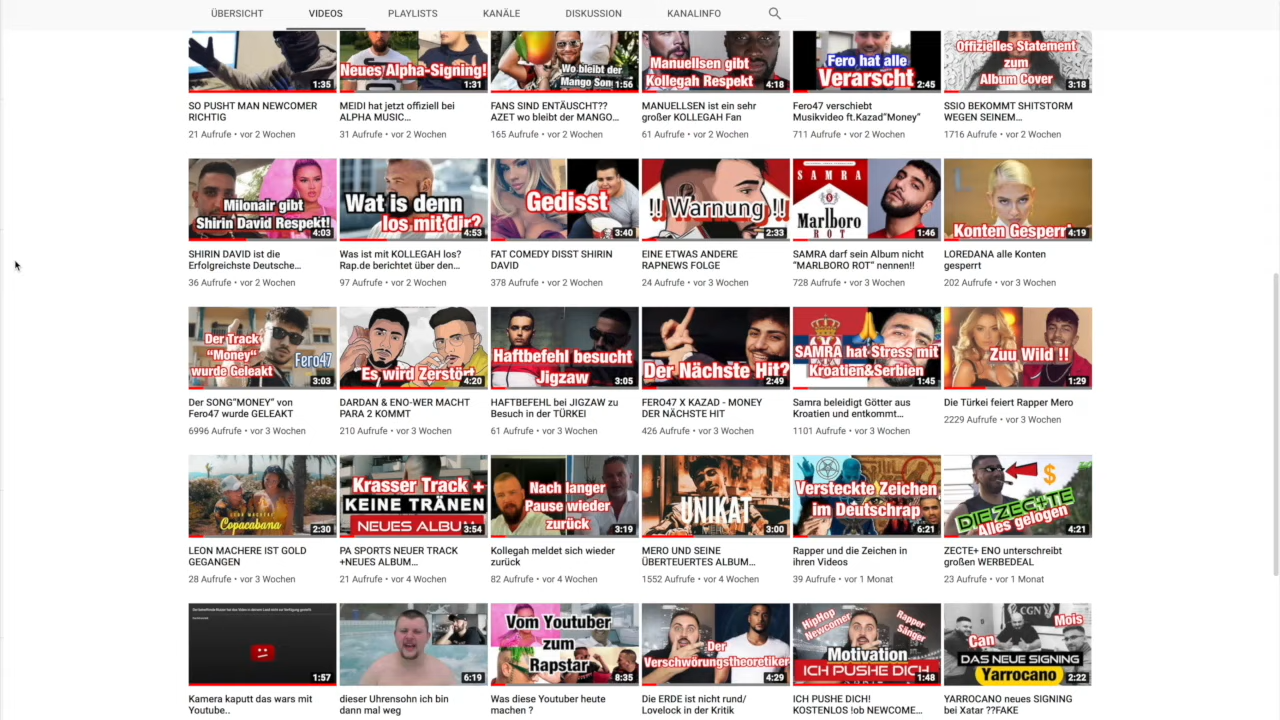 ÜBERSICHT VIDEOS PLAYLISTS KANÄLE DISKUSSION KANALINFO
1:35
Neues Alpha-Signing!
1:31
Wo bleibt der
Mango Song
1:56
Manuellsen gibt
Kollegah Respekt
4:18
Fero hat alle
Verarscht
2:45
Offizielles Statement
zum
Album Cover
3:18
SO PUSHT MAN NEWCOMER
RICHTIG
21 Aufrufe • vor 2 Wochen
MEIDI hat jetzt offiziell bei
ALPHA MUSIC...
31 Aufrufe • vor 2 Wochen
FANS SIND ENTÄUSCHT??
AZET wo bleibt der MANGO...
165 Aufrufe • vor 2 Wochen
MANUELLSEN ist ein sehr
großer KOLLEGAH Fan
61 Aufrufe • vor 2 Wochen
Fero47 verschiebt
Musikvideo ft.Kazad"Money"
711 Aufrufe • vor 2 Wochen
SSIO BEKOMMT SHITSTORM
WEGEN SEINEM...
1716 Aufrufe • vor 2 Wochen
Milonair gibt
Shirin David Respekt!
4:03
Wat is denn
los mit dir?
4:53
Gedisst
3:40
!! Warnung !!
2:33
SAMRA
Marlboro
ROT
1:46
Konten Gesperrt
4:19
SHIRIN DAVID ist die
Erfolgreichste Deutsche...
36 Aufrufe • vor 2 Wochen
Was ist mit KOLLEGAH los?
Rap.de berichtet über den...
97 Aufrufe • vor 2 Wochen
FAT COMEDY DISST SHIRIN
DAVID
378 Aufrufe • vor 2 Wochen
EINE ETWAS ANDERE
RAPNEWS FOLGE
24 Aufrufe • vor 3 Wochen
SAMRA darf sein Album nicht
"MARLBORO ROT" nennen!!
728 Aufrufe • vor 3 Wochen
LOREDANA alle Konten
gesperrt
202 Aufrufe • vor 3 Wochen
Der Track
"Money"
wurde Geleakt
Fero47
3:03
Es wird Zerstört
4:20
Haftbefehl besucht
Jigzaw
3:05
Der Nächste Hit?
2:49
SAMRA hat Stress mit
Kroatien&Serbien
1:45
Zuu Wild !!
1:29
Der SONG"MONEY" von
Fero47 wurde GELEAKT
6996 Aufrufe • vor 3 Wochen
DARDAN & ENO-WER MACHT
PARA 2 KOMMT
210 Aufrufe • vor 3 Wochen
HAFTBEFEHL bei JIGZAW zu
Besuch in der TÜRKEI
61 Aufrufe • vor 3 Wochen
FERO47 X KAZAD - MONEY
DER NÄCHSTE HIT
426 Aufrufe • vor 3 Wochen
Samra beleidigt Götter aus
Kroatien und entkommt...
1101 Aufrufe • vor 3 Wochen
Die Türkei feiert Rapper Mero
2229 Aufrufe • vor 3 Wochen
LEON MACHERE
Copacabana
2:30
Krasser Track +
KEINE TRÄNEN
NEUES ALBUM
3:54
Nach langer
Pause wieder
zurück
3:19
UNIKAT
MERO
3:00
Versteckte Zeichen
im Deutschrap
6:21
$
DIE ZECTE
Alles gelogen
4:21
LEON MACHERE IST GOLD
GEGANGEN
28 Aufrufe • vor 3 Wochen
PA SPORTS NEUER TRACK
+NEUES ALBUM...
21 Aufrufe • vor 4 Wochen
Kollegah meldet sich wieder
zurück
82 Aufrufe • vor 4 Wochen
MERO UND SEINE
ÜBERTEUERTES ALBUM...
1552 Aufrufe • vor 4 Wochen
Rapper und die Zeichen in
ihren Videos
39 Aufrufe • vor 1 Monat
ZECTE+ ENO unterschreibt
großen WERBEDEAL
23 Aufrufe • vor 1 Monat
1:57
6:19
Vom Youtuber
zum
Rapstar
8:35
Der
Verschwörungstheoretiker
4:29
HipHop
Newcomer
Rapper
Sänger
Motivation
ICH PUSHE DICH
1:48
CGN
Mois
Can
DAS NEUE SIGNING
Yarrocano
2:22
Kamera kaputt das wars mit
Youtube..
dieser Uhrensohn ich bin
dann mal weg
Was diese Youtuber heute
machen ?
Die ERDE ist nicht rund/
Lovelock in der Kritik
ICH PUSHE DICH!
KOSTENLOS !ob NEWCOME...
YARROCANO neues SIGNING
bei Xatar ??FAKE